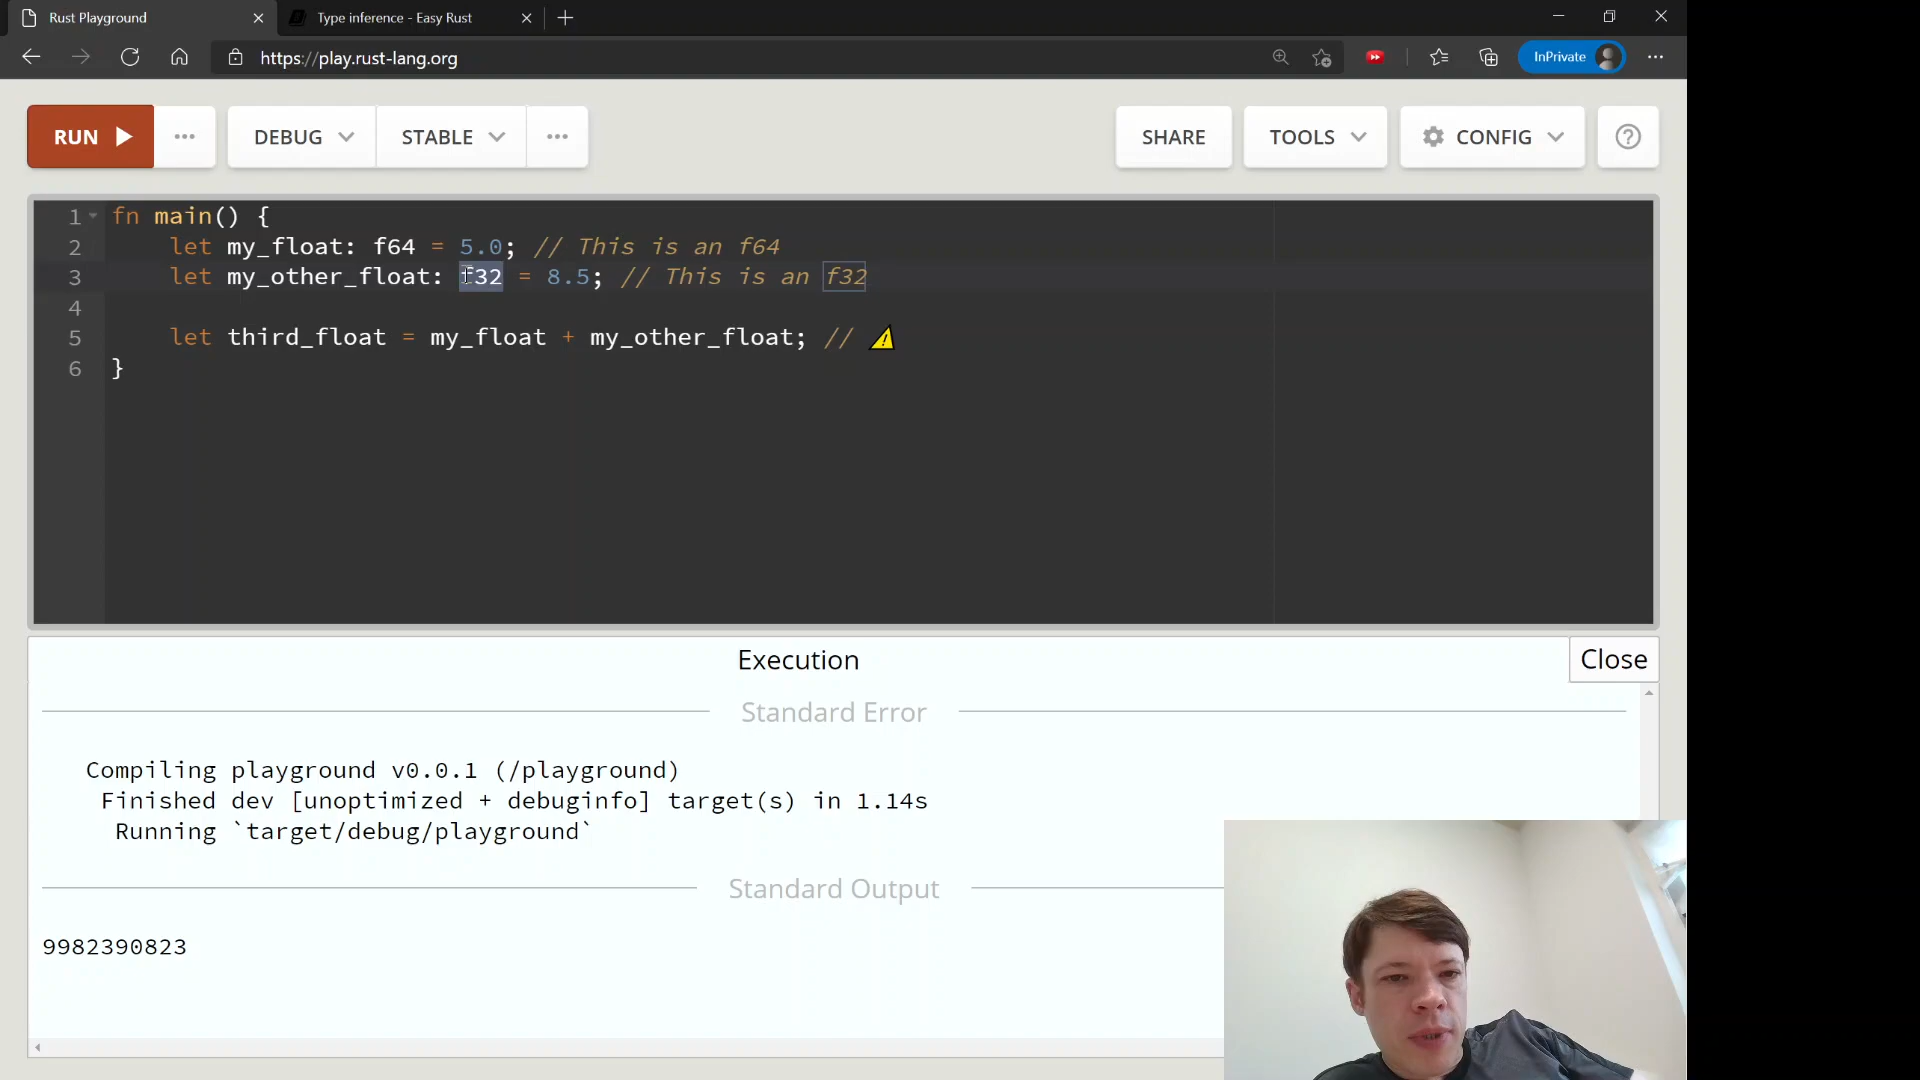 Rust Playground
Type inference - Easy Rust
https://play.rust-lang.org
InPrivate
RUN
DEBUG
STABLE
SHARE
TOOLS
CONFIG
1 fn main() {
2 let my_float: f64 = 5.0; // This is an f64
3 let my_other_float: f32 = 8.5; // This is an f32
4
5 let third_float = my_float + my_other_float; // ⚠
6 }
Execution
Close
Standard Error
Compiling playground v0.0.1 (/playground)
Finished dev [unoptimized + debuginfo] target(s) in 1.14s
Running `target/debug/playground`
Standard Output
9982390823